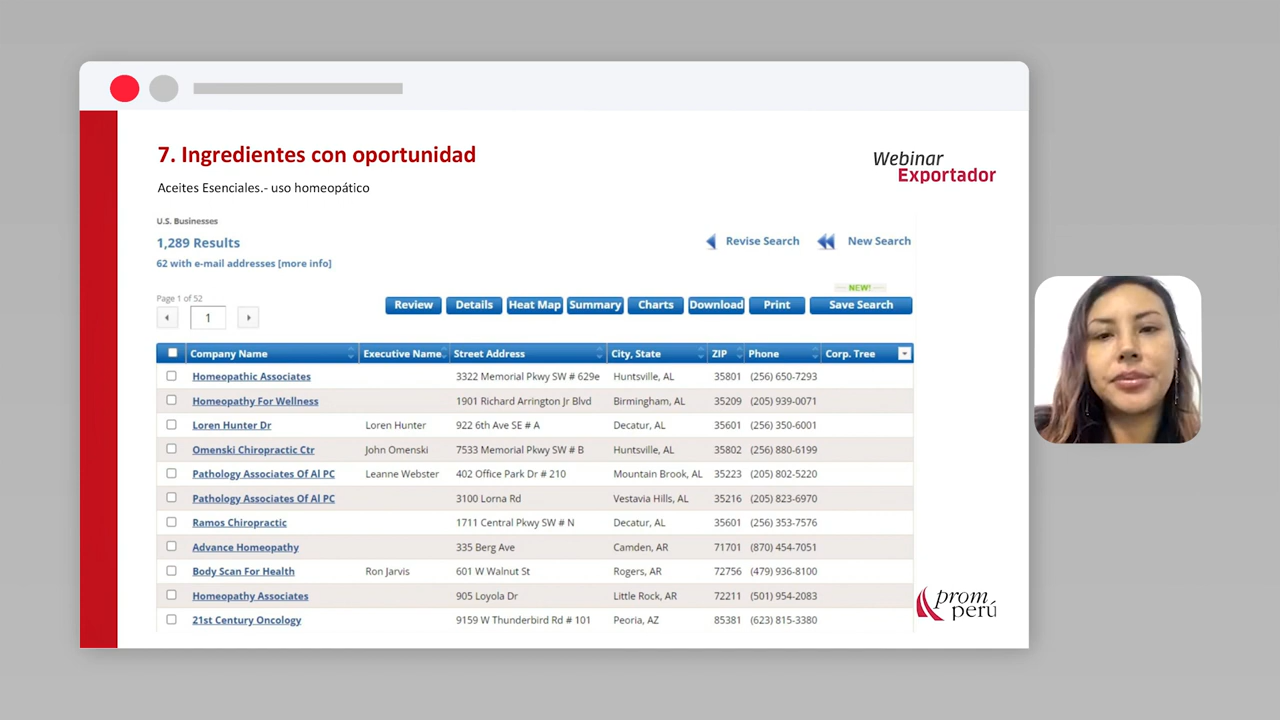 7. Ingredientes con oportunidad
Webinar
Exportador
Aceites Esenciales.- uso homeopático
U.S. Businesses
1,289 Results
Revise Search New Search
62 with e-mail addresses [more info]
NEW!
Page 1 of 52
1
Review Details Heat Map Summary Charts Download Print Save Search
Company Name Executive Name Street Address City, State ZIP Phone Corp. Tree
Homeopathic Associates 3322 Memorial Pkwy SW # 629e Huntsville, AL 35801 (256) 650-7293
Homeopathy For Wellness 1901 Richard Arrington Jr Blvd Birmingham, AL 35209 (205) 939-0071
Loren Hunter Dr Loren Hunter 922 6th Ave SE # A Decatur, AL 35601 (256) 350-6001
Omenski Chiropractic Ctr John Omenski 7533 Memorial Pkwy SW # B Huntsville, AL 35802 (256) 880-6199
Pathology Associates Of Al PC Leanne Webster 402 Office Park Dr # 210 Mountain Brook, AL 35223 (205) 802-5220
Pathology Associates Of Al PC 3100 Lorna Rd Vestavia Hills, AL 35216 (205) 823-6970
Ramos Chiropractic 1711 Central Pkwy SW # N Decatur, AL 35601 (256) 353-7576
Advance Homeopathy 335 Berg Ave Camden, AR 71701 (870) 454-7051
Body Scan For Health Ron Jarvis 601 W Walnut St Rogers, AR 72756 (479) 936-8100
Homeopathy Associates 905 Loyola Dr Little Rock, AR 72211 (501) 954-2083
21st Century Oncology 9159 W Thunderbird Rd # 101 Peoria, AZ 85381 (623) 815-3380
prom
perú